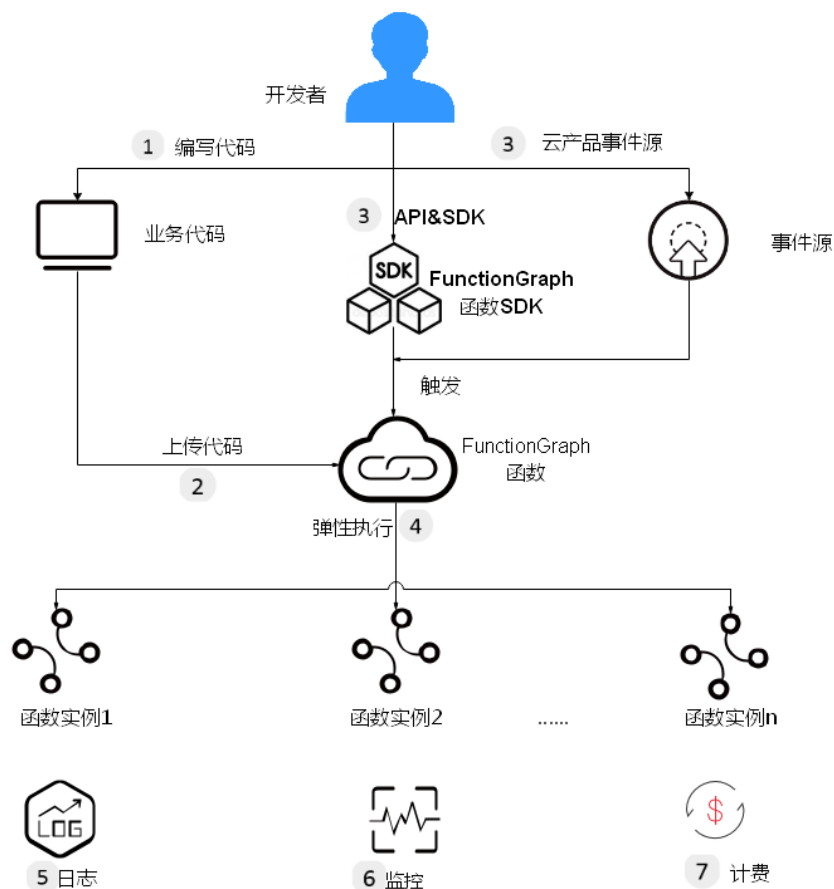 开发者
1 编写代码
3 云产品事件源
业务代码
3 API&SDK
事件源
SDK
FunctionGraph
函数SDK
触发
上传代码
2
FunctionGraph
函数
弹性执行 4
函数实例1
函数实例2
......
函数实例n
LOG
$
5 日志
6 监控
7 计费